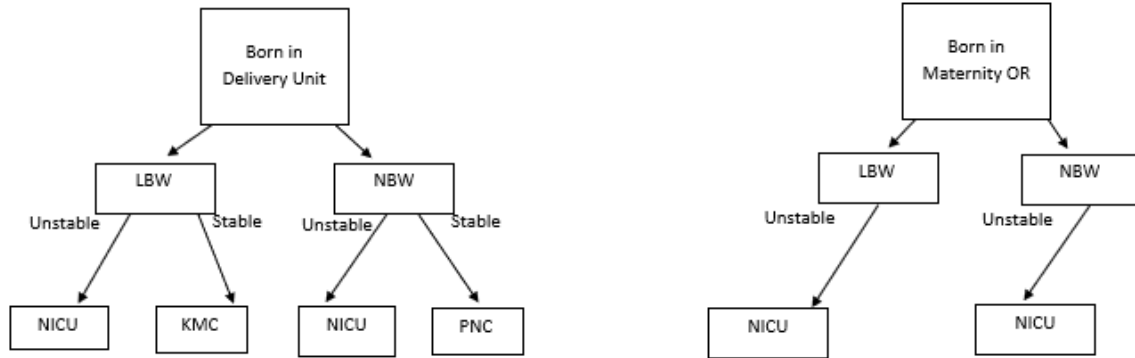 Born in
Delivery Unit
Born in
Maternity OR
LBW
NBW
LBW
NBW
Unstable
Stable
Unstable
Stable
Unstable
Unstable
NICU
KMC
NICU
PNC
NICU
NICU